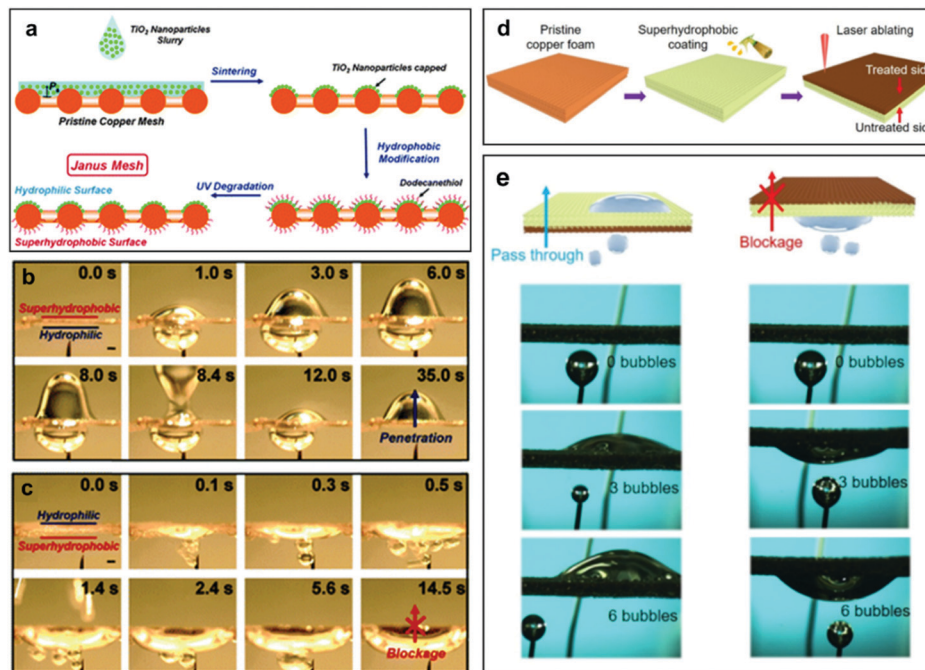 a
TiO2 Nanoparticles
Slurry
Sintering
TiO2 Nanoparticles capped
Pristine Copper Mesh
Hydrophobic
Modification
Janus Mesh
Hydrophilic Surface
UV Degradation
Dodecanethiol
Superhydrophobic Surface
b
0.0 s
1.0 s
3.0 s
6.0 s
Superhydrophobic
Hydrophilic
8.0 s
8.4 s
12.0 s
35.0 s
Penetration
c
0.0 s
0.1 s
0.3 s
0.5 s
Hydrophilic
Superhydrophobic
1.4 s
2.4 s
5.6 s
14.5 s
Blockage
d
Pristine
copper foam
Superhydrophobic
coating
Laser ablating
Treated side
Untreated side
e
Pass through
Blockage
0 bubbles
0 bubbles
3 bubbles
3 bubbles
6 bubbles
6 bubbles